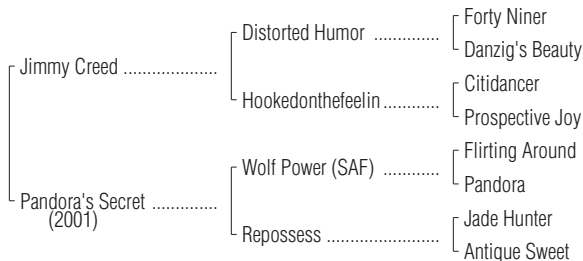 Forty Niner
Distorted Humor ..............
Danzig's Beauty
Jimmy Creed ....................
Citidancer
Hookedonthefeelin............
Prospective Joy
Flirting Around
Wolf Power (SAF) ............
Pandora
Pandora's Secret ..............
(2001)
Jade Hunter
Repossess ........................
Antique Sweet